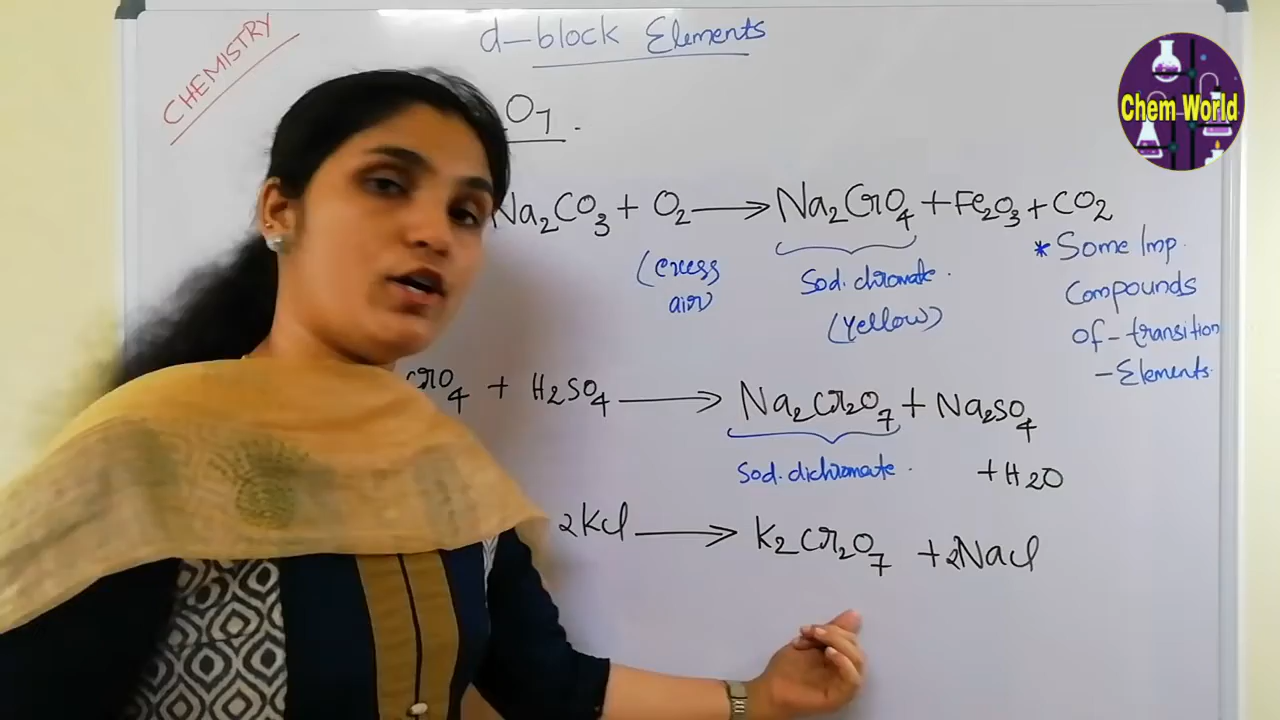 CHEMISTRY
d-block Elements
Chem World
O7.
Na2CO3 + O2 → Na2CrO4 + Fe2O3 + CO2
(excess
air)
Sod. chromate.
(Yellow)
* Some Imp.
Compounds
of - transition
- Elements.
CrO4 + H2SO4 → Na2Cr2O7 + Na2SO4
+ H2O
Sod. dichromate.
2KCl → K2Cr2O7 + 2NaCl